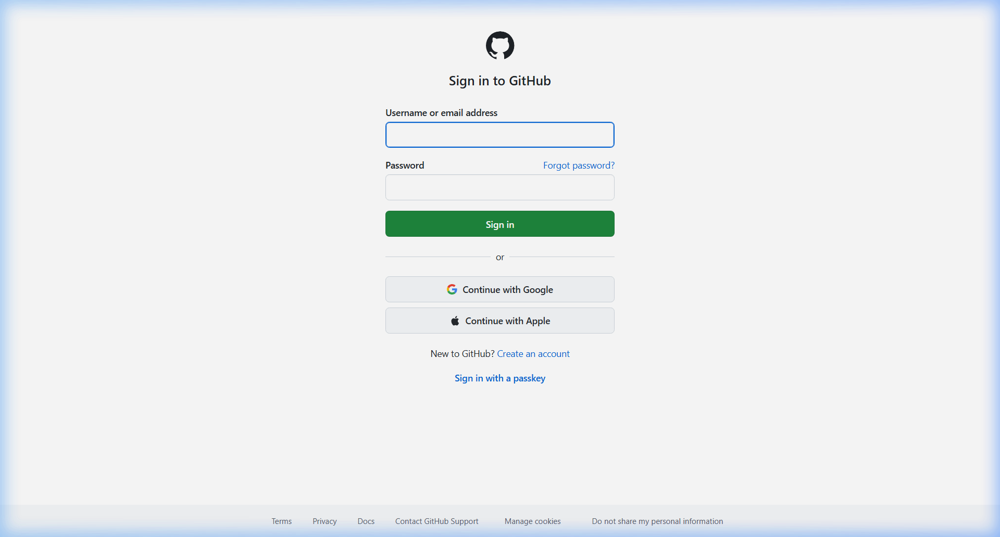 Sign in to GitHub
Username or email address
Password Forgot password?
Sign in
or
Continue with Google
Continue with Apple
New to GitHub? Create an account
Sign in with a passkey
Terms Privacy Docs Contact GitHub Support Manage cookies Do not share my personal information